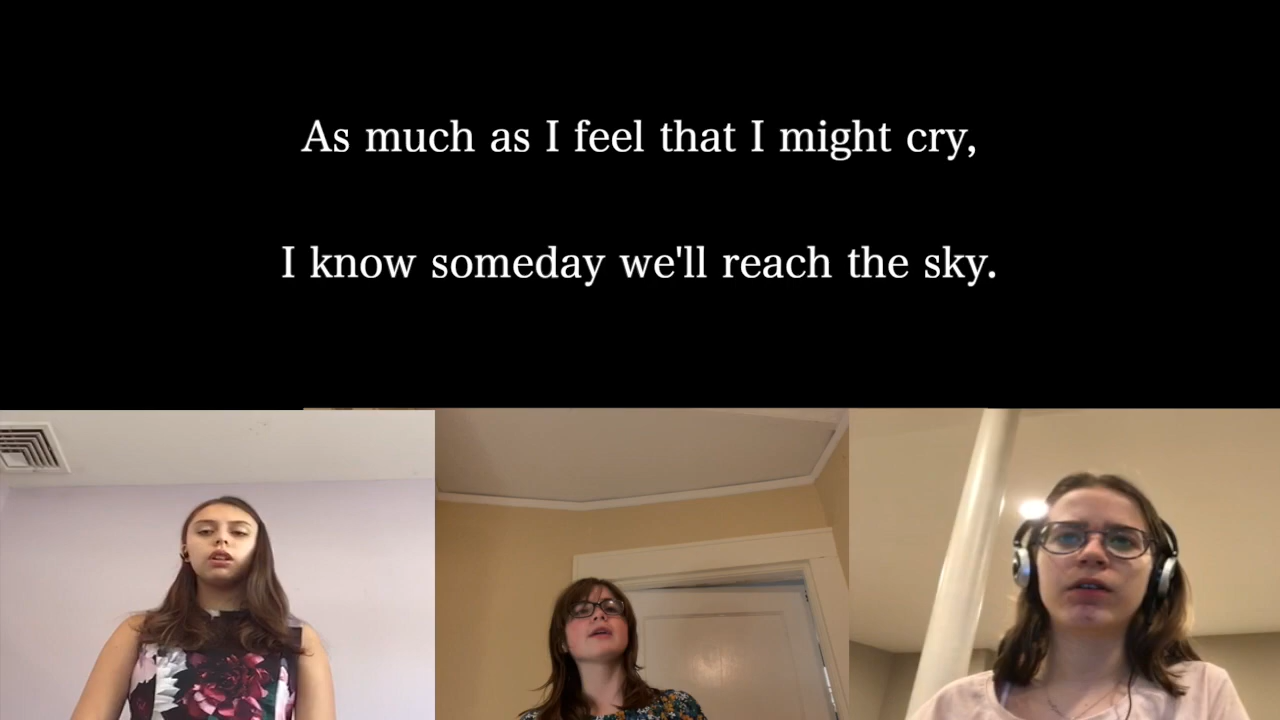 As much as I feel that I might cry,
I know someday we'll reach the sky.